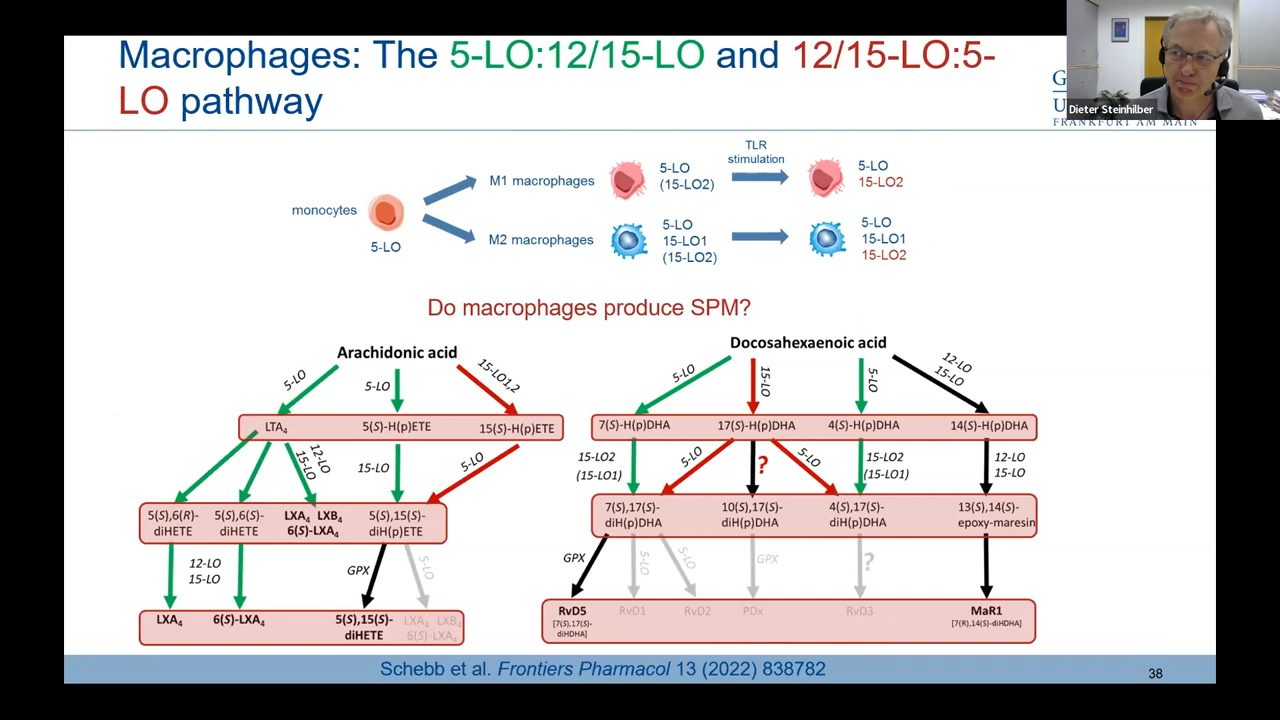 Macrophages: The 5-LO:12/15-LO and 12/15-LO:5-
LO pathway
G
U
FRANKFURT AM MAIN
Dieter Steinhilber
monocytes
5-LO
M1 macrophages
5-LO
(15-LO2)
TLR
stimulation
5-LO
15-LO2
M2 macrophages
5-LO
15-LO1
(15-LO2)
5-LO
15-LO1
15-LO2
Do macrophages produce SPM?
Arachidonic acid
5-LO
5-LO
15-LO1,2
LTA4
5(S)-H(p)ETE
15(S)-H(p)ETE
12-LO
15-LO
15-LO
5-LO
5(S),6(R)-
diHETE
5(S),6(S)-
diHETE
LXA4 LXB4
6(S)-LXA4
5(S),15(S)-
diH(p)ETE
12-LO
15-LO
GPX
5-LO
LXA4
6(S)-LXA4
5(S),15(S)-
diHETE
LXA4 LXB4
6(S)-LXA4
Docosahexaenoic acid
5-LO
15-LO
5-LO
12-LO
15-LO
7(S)-H(p)DHA
17(S)-H(p)DHA
4(S)-H(p)DHA
14(S)-H(p)DHA
15-LO2
(15-LO1)
5-LO
?
5-LO
15-LO2
(15-LO1)
12-LO
15-LO
7(S),17(S)-
diH(p)DHA
10(S),17(S)-
diH(p)DHA
4(S),17(S)-
diH(p)DHA
13(S),14(S)-
epoxy-maresin
GPX
5-LO
5-LO
GPX
?
RvD5
[7(S),17(S)-
diHDHA]
RvD1
RvD2
PDx
RvD3
MaR1
[7(R),14(S)-diHDHA]
Schebb et al. Frontiers Pharmacol 13 (2022) 838782
38